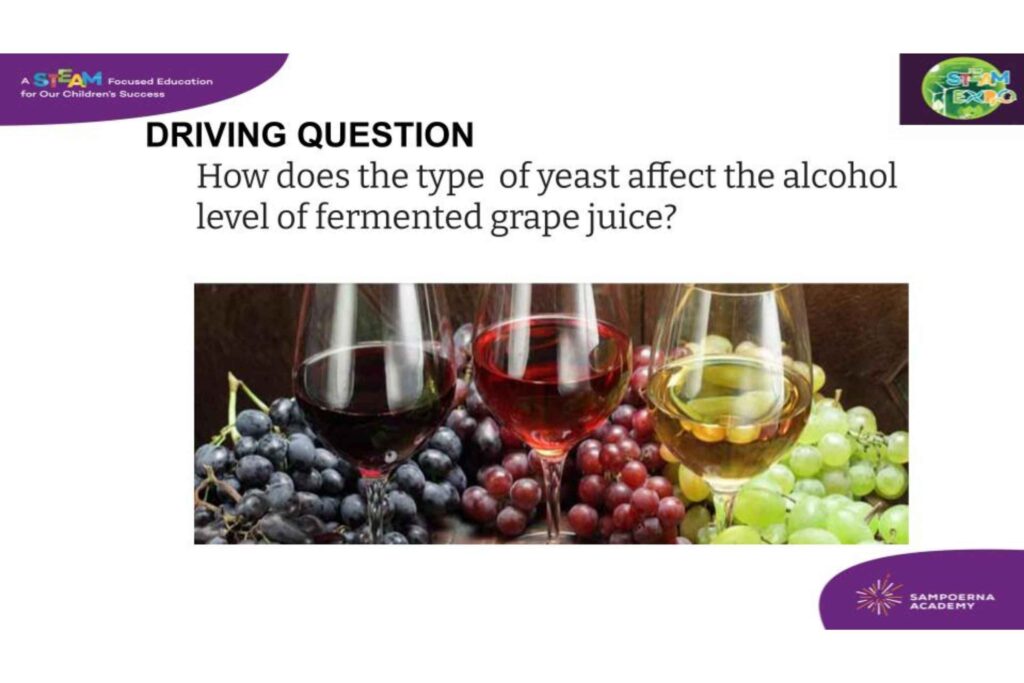 A STEAM Focused Education
for Our Children's Success
STEAM
EXPO
DRIVING QUESTION
How does the type  of yeast affect the alcohol
level of fermented grape juice?
SAMPOERNA
ACADEMY